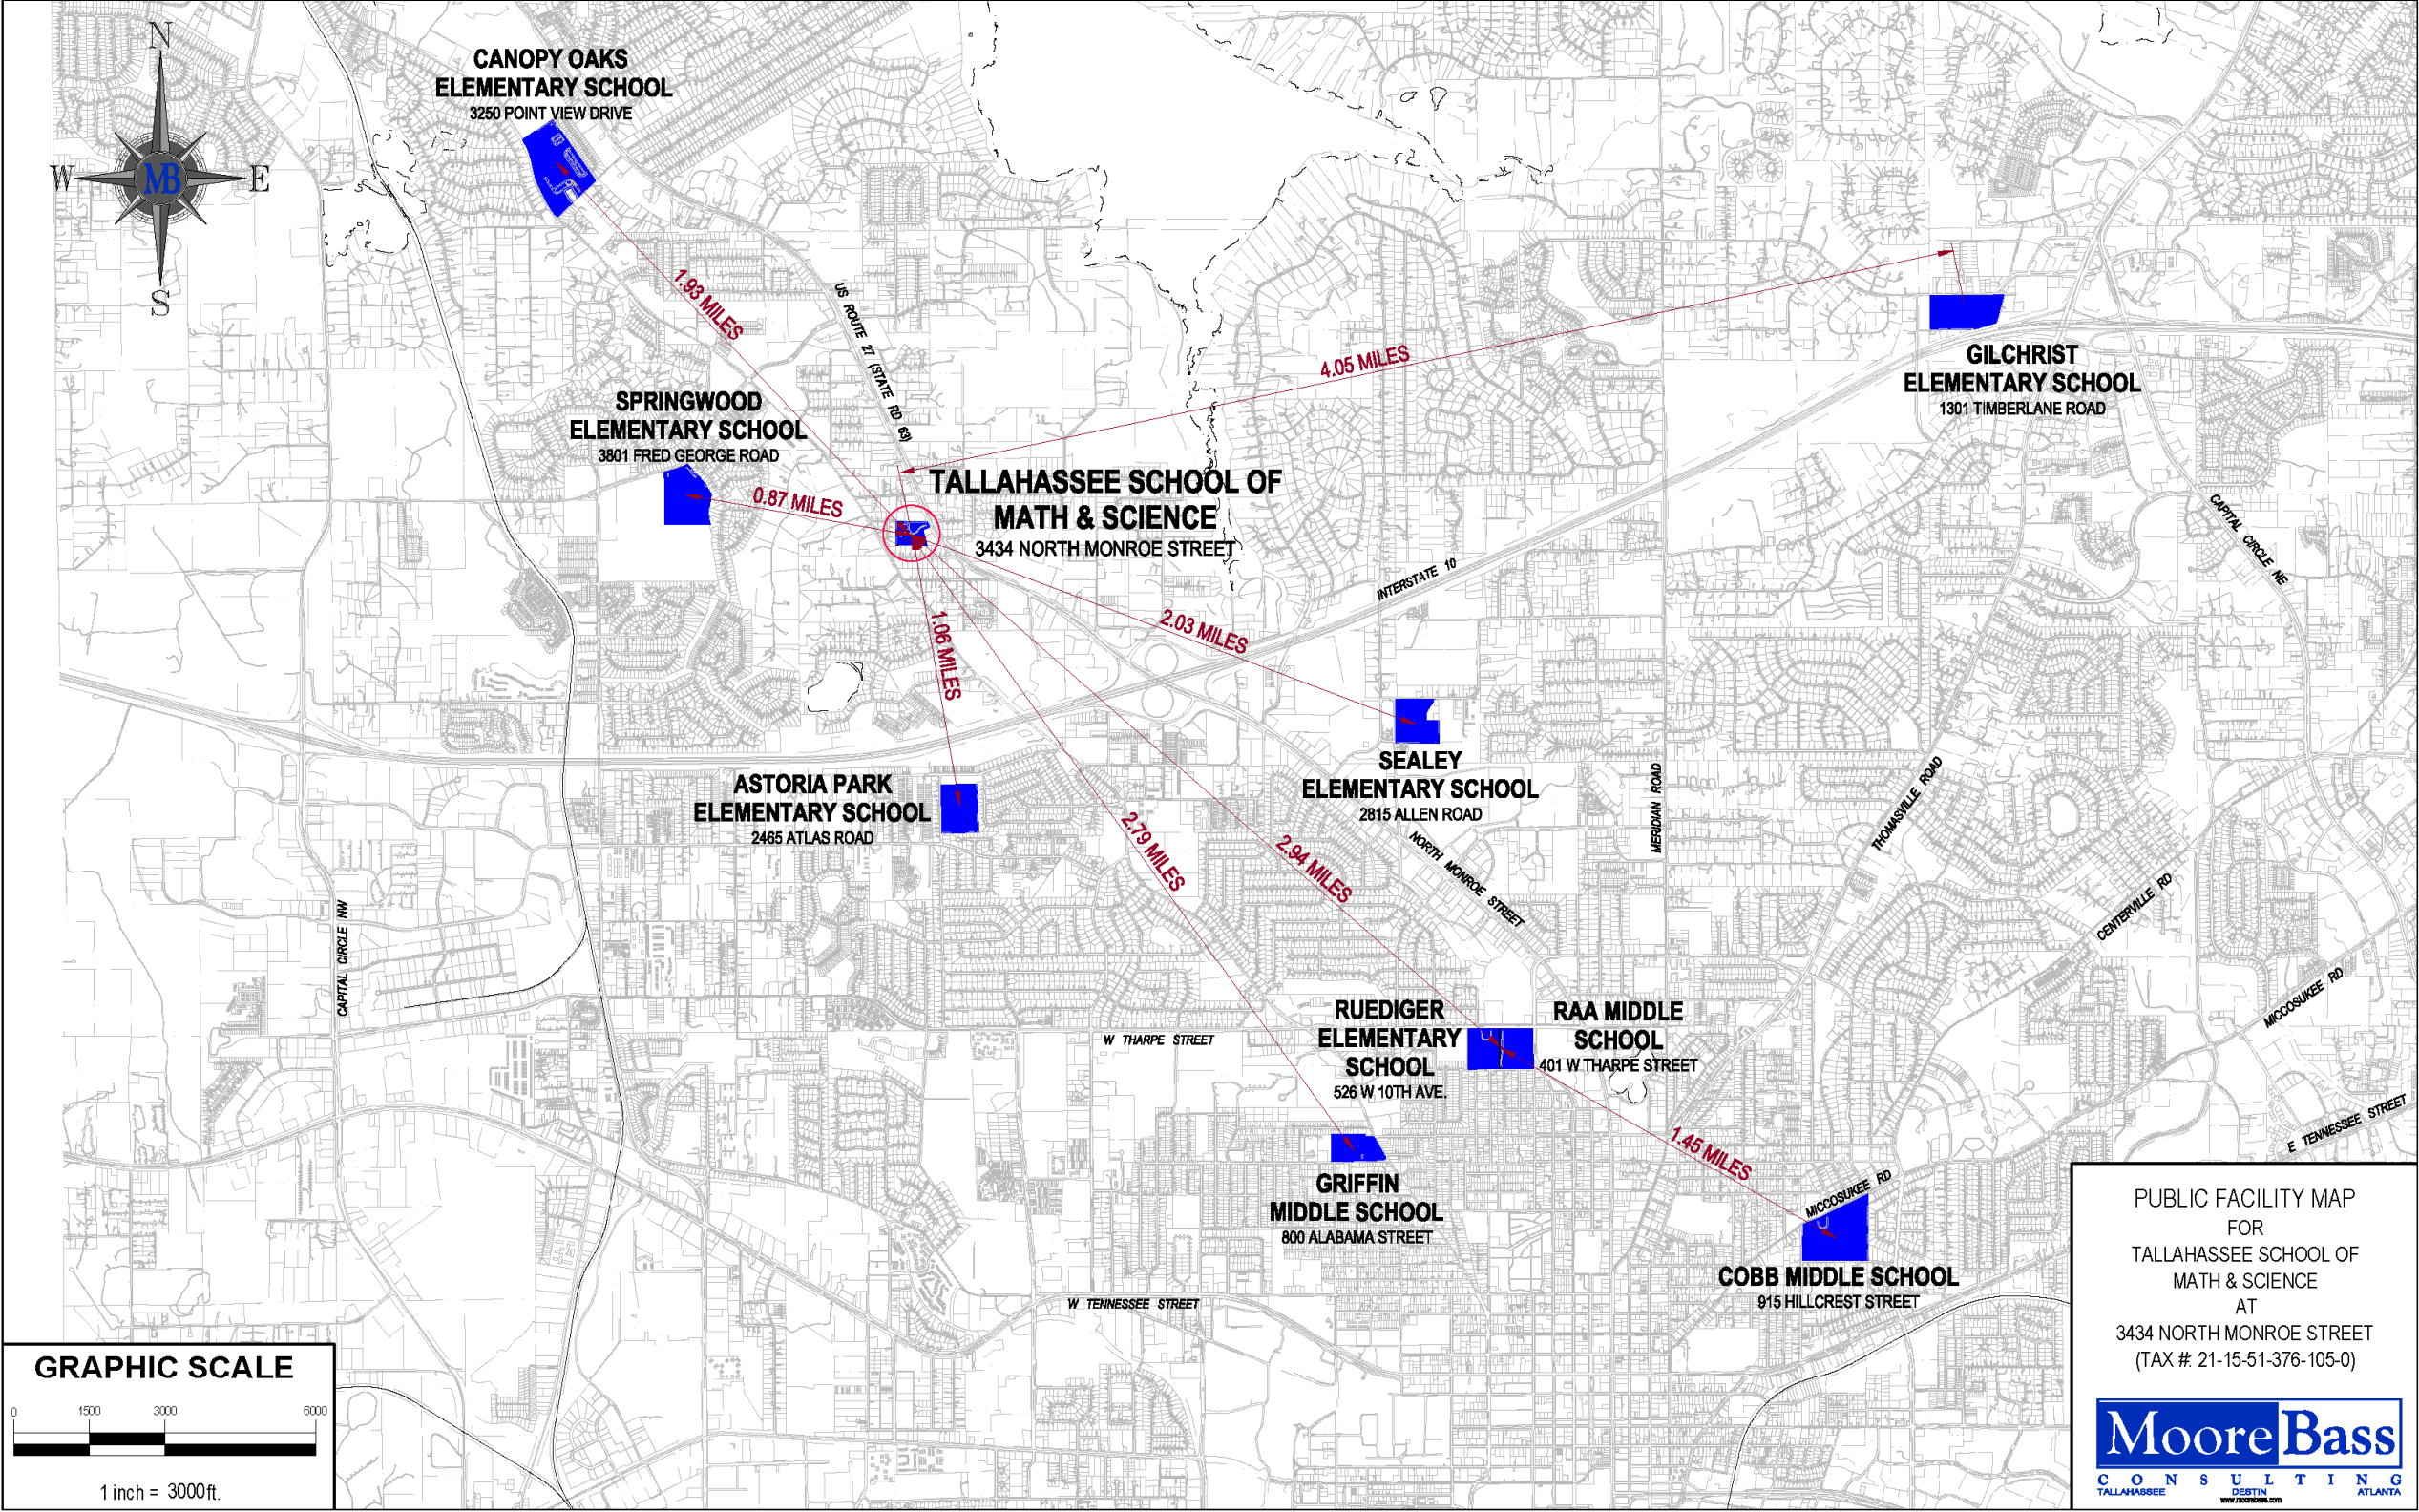 N
W
MB
E
S
CANOPY OAKS
ELEMENTARY SCHOOL
3250 POINT VIEW DRIVE
1.93 MILES
US ROUTE 27 (STATE RD 63)
4.05 MILES
GILCHRIST
ELEMENTARY SCHOOL
1301 TIMBERLANE ROAD
SPRINGWOOD
ELEMENTARY SCHOOL
3801 FRED GEORGE ROAD
0.87 MILES
TALLAHASSEE SCHOOL OF
MATH & SCIENCE
3434 NORTH MONROE STREET
CAPITAL CIRCLE NE
INTERSTATE 10
2.03 MILES
1.06 MILES
SEALEY
ELEMENTARY SCHOOL
2815 ALLEN ROAD
ASTORIA PARK
ELEMENTARY SCHOOL
2465 ATLAS ROAD
MERIDIAN ROAD
THOMASVILLE ROAD
2.79 MILES
2.94 MILES
NORTH MONROE STREET
CENTERVILLE RD
CAPITAL CIRCLE NW
MICCOSUKEE RD
W THARPE STREET
RUEDIGER
ELEMENTARY
SCHOOL
526 W 10TH AVE.
RAA MIDDLE
SCHOOL
401 W THARPE STREET
E TENNESSEE STREET
1.45 MILES
GRIFFIN
MIDDLE SCHOOL
800 ALABAMA STREET
MICCOSUKEE RD
COBB MIDDLE SCHOOL
915 HILLCREST STREET
W TENNESSEE STREET
GRAPHIC SCALE
0 1500 3000 6000
1 inch = 3000ft.
PUBLIC FACILITY MAP
FOR
TALLAHASSEE SCHOOL OF
MATH & SCIENCE
AT
3434 NORTH MONROE STREET
(TAX #: 21-15-51-376-105-0)
MooreBass
CONSULTING
TALLAHASSEE DESTIN ATLANTA
www.moorebass.com